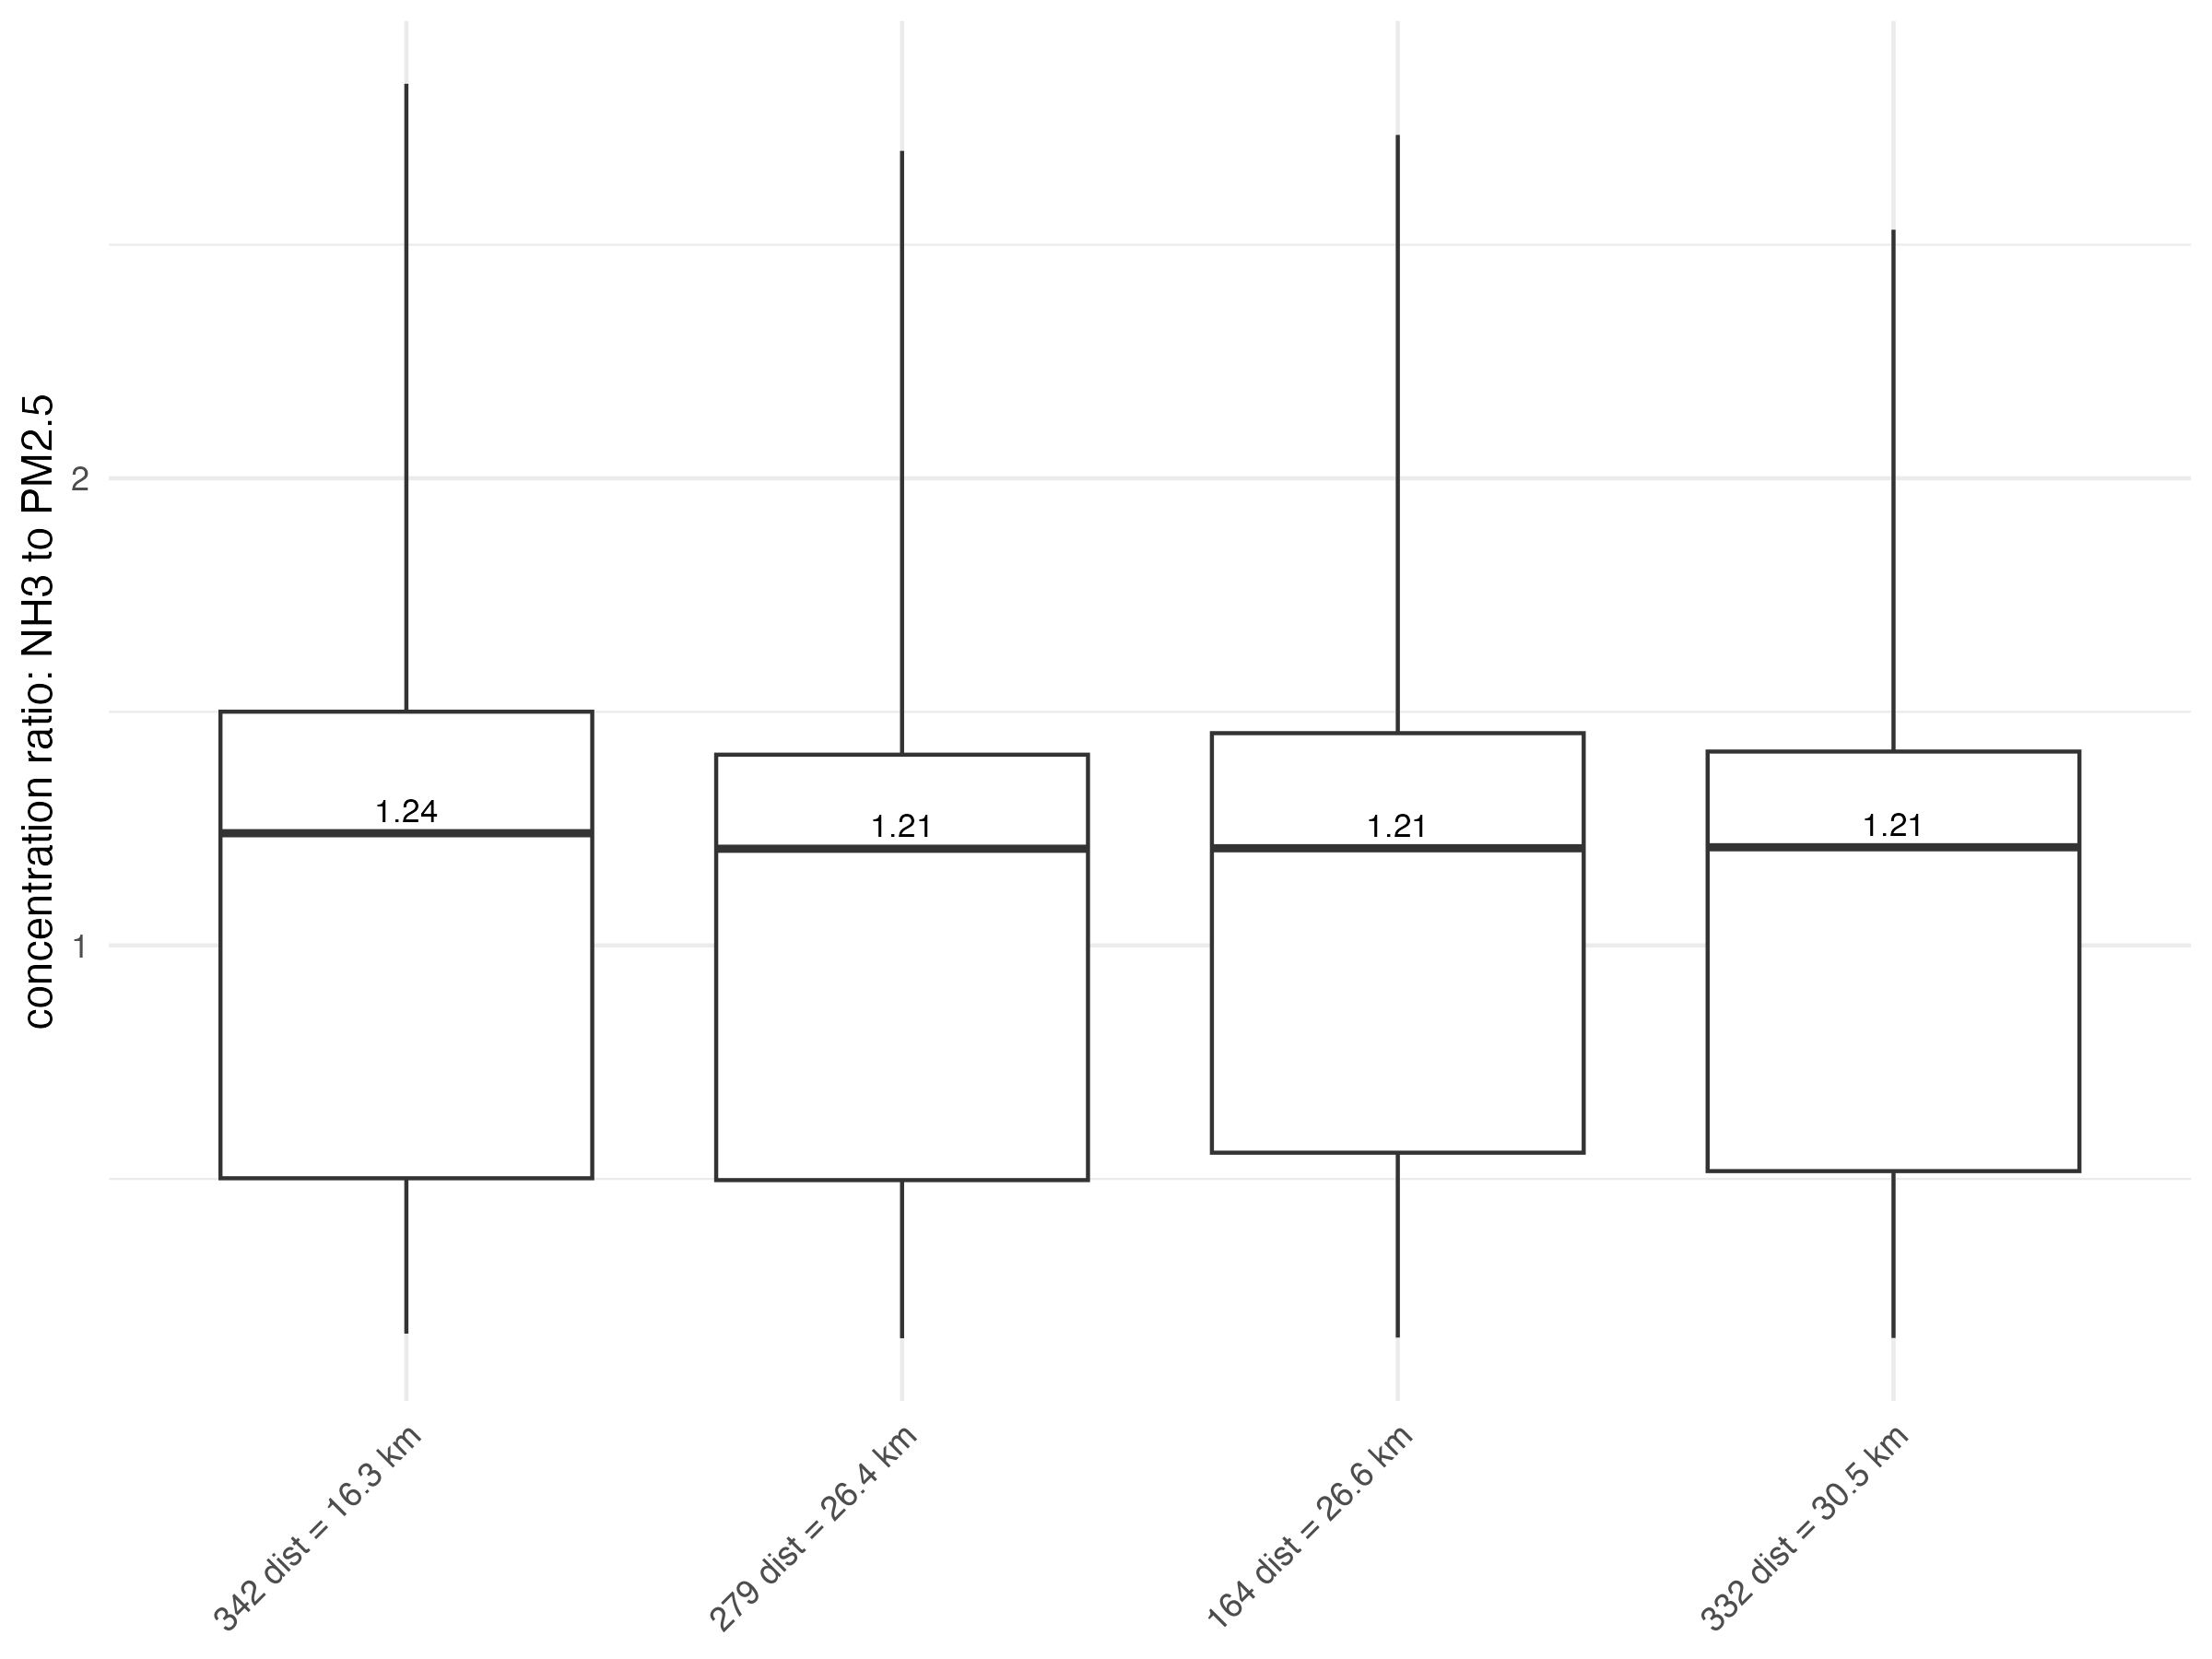 concentration ratio: NH3 to PM2.5
2
1
1.24
1.21
1.21
1.21
342 dist = 16.3 km
279 dist = 26.4 km
164 dist = 26.6 km
332 dist = 30.5 km